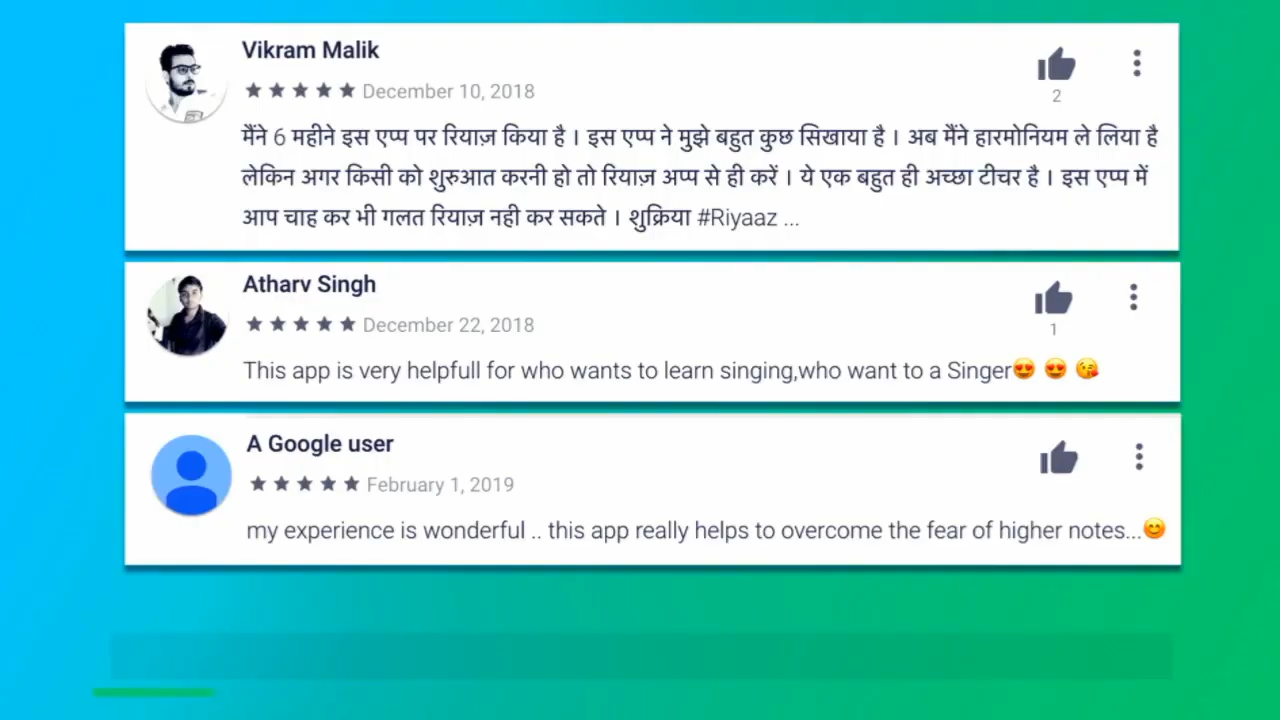 Vikram Malik
★ ★ ★ ★ ★ December 10, 2018
2
मैंने 6 महीने इस एप्प पर रियाज़ किया है । इस एप्प ने मुझे बहुत कुछ सिखाया है । अब मैंने हारमोनियम ले लिया है
लेकिन अगर किसी को शुरुआत करनी हो तो रियाज़ अप्प से ही करें । ये एक बहुत ही अच्छा टीचर है । इस एप्प में
आप चाह कर भी गलत रियाज़ नही कर सकते । शुक्रिया #Riyaaz ...
Atharv Singh
★ ★ ★ ★ ★ December 22, 2018
1
This app is very helpfull for who wants to learn singing,who want to a Singer😍 😍 😘
A Google user
★ ★ ★ ★ ★ February 1, 2019
my experience is wonderful .. this app really helps to overcome the fear of higher notes...😊